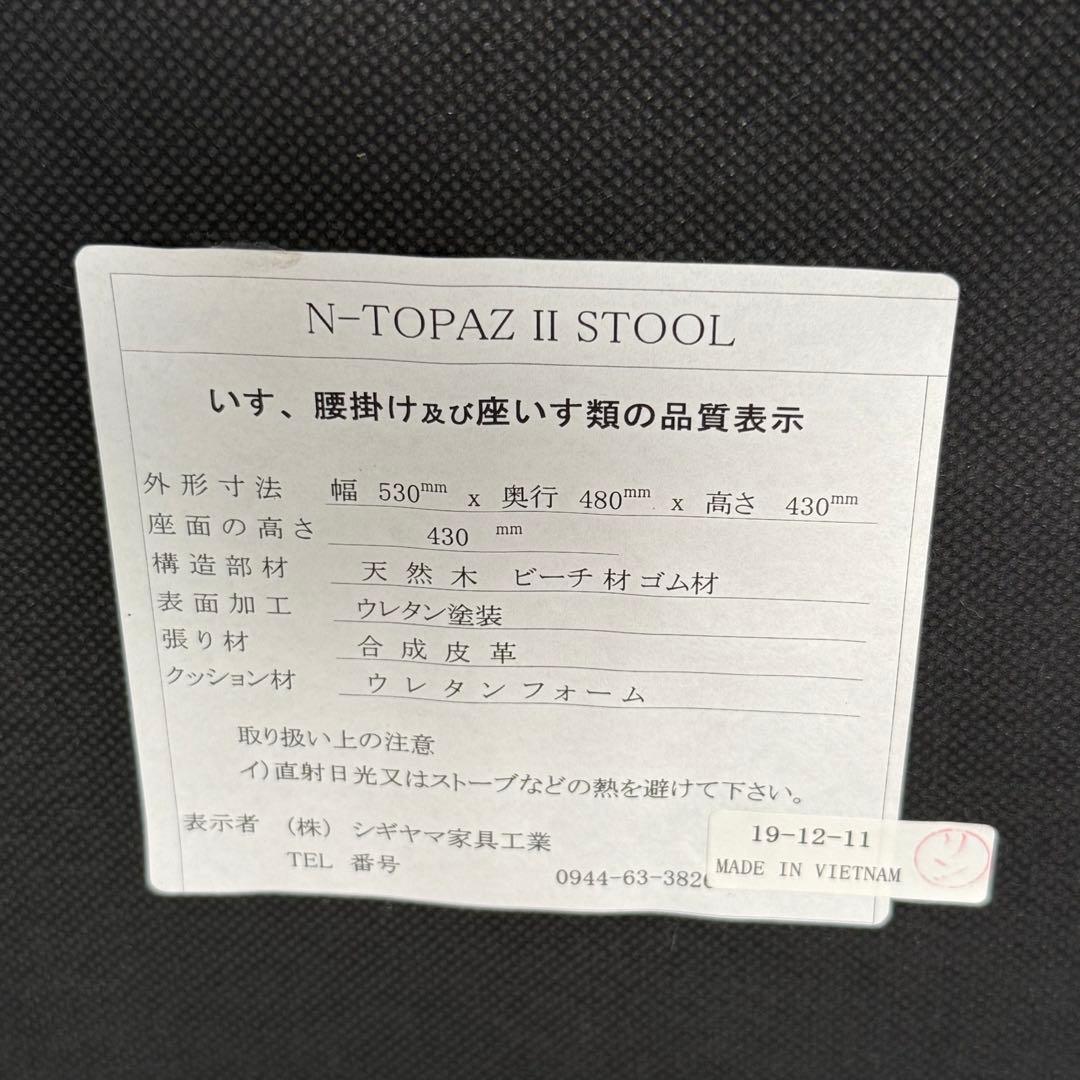 N-TOPAZ II STOOL
いす、腰掛け及び座いす類の品質表示
外形寸法 幅 530mm x 奥行 480mm x 高さ 430mm
座面の高さ 430 mm
構造部材 天然木 ビーチ材 ゴム材
表面加工 ウレタン塗装
張り材 合成皮革
クッション材 ウレタンフォーム
取り扱い上の注意
イ)直射日光又はストーブなどの熱を避けて下さい。
表示者 (株) シギヤマ家具工業
TEL 番号 0944-63-3820
19-12-11
MADE IN VIETNAM
リン